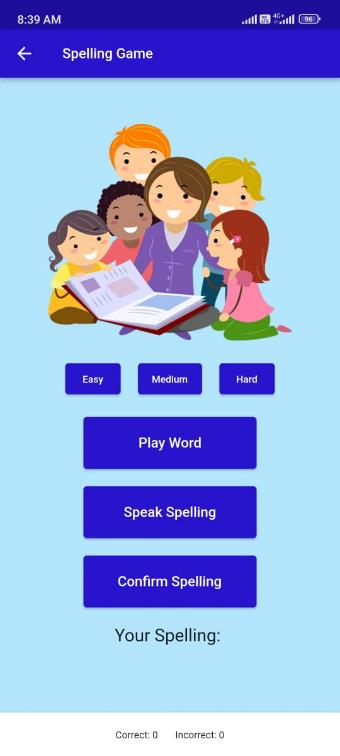 8:39 AM 4G+ 96
Spelling Game
Easy Medium Hard
Play Word
Speak Spelling
Confirm Spelling
Your Spelling:
Correct: 0 Incorrect: 0